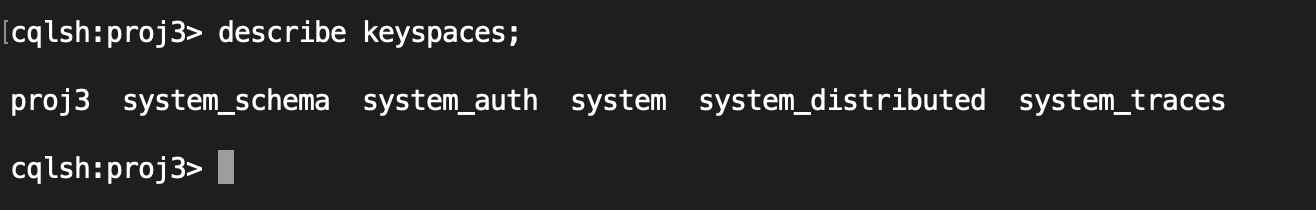 [cqlsh:proj3> describe keyspaces;
proj3  system_schema  system_auth  system  system_distributed  system_traces
cqlsh:proj3>